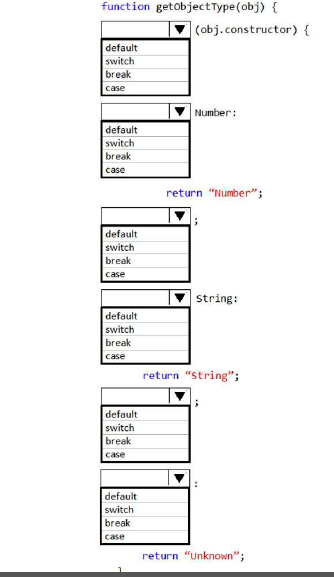 function getObjectType(obj) {
▼ (obj.constructor) {
default
switch
break
case
▼ Number:
default
switch
break
case
return “Number”;
▼ ;
default
switch
break
case
▼ String:
default
switch
break
case
return “String”;
▼ ;
default
switch
break
case
▼ :
default
switch
break
case
return “Unknown”;
}